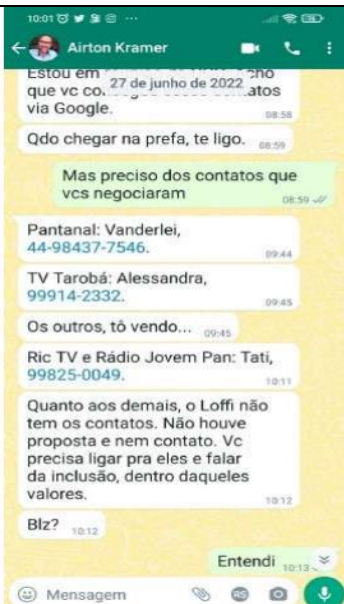 10:01
Airton Kramer
Estou em
27 de junho de 2022
que vc
via Google.
08:58
Qdo chegar na prefa, te ligo. 08:59
Mas preciso dos contatos que
vcs negociaram
08:59
Pantanal: Vanderlei,
44-98437-7546.
09:44
TV Tarobá: Alessandra,
99914-2332.
09:45
Os outros, tô vendo... 09:45
Ric TV e Rádio Jovem Pan: Tati,
99825-0049.
10:11
Quanto aos demais, o Loffi não
tem os contatos. Não houve
proposta e nem contato. Vc
precisa ligar pra eles e falar
da inclusão, dentro daqueles
valores.
10:12
Blz? 10:12
Entendi 10:13
Mensagem